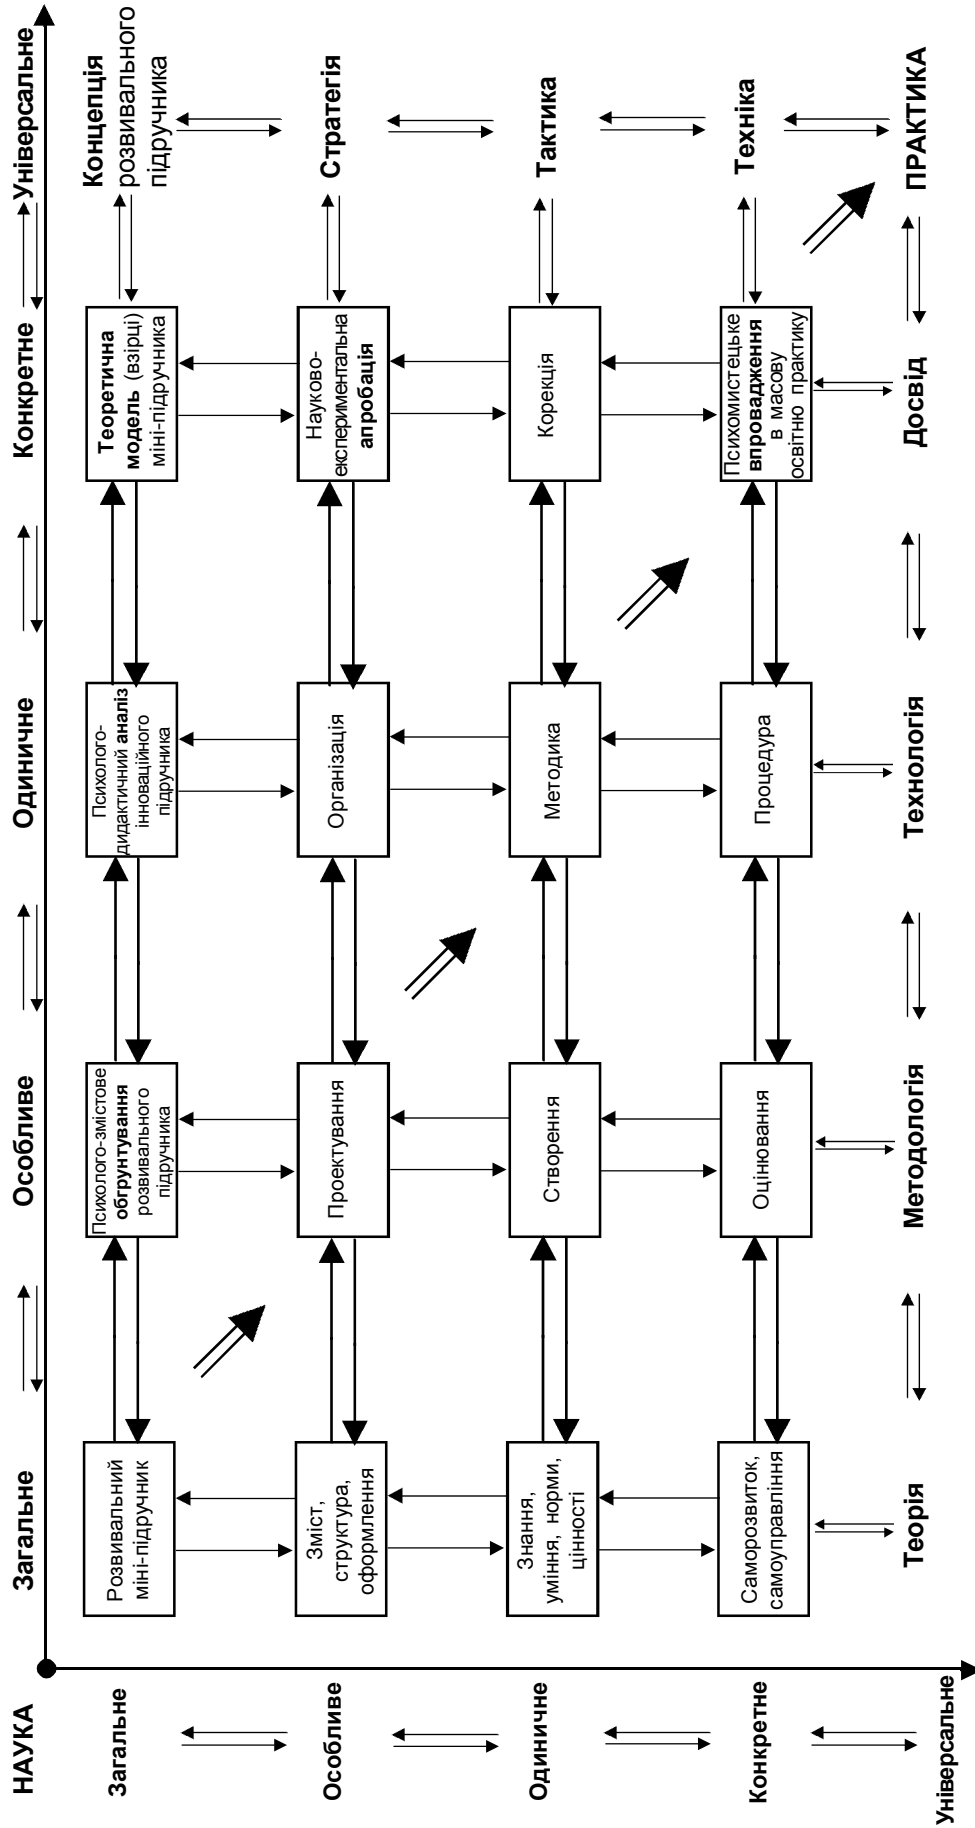 НАУКА
Загальне
Особливе
Одиничне
Конкретне
Універсальне
Загальне
Розвивальний
міні-підручник
Психолого-змістове
обгрунтування
розвивального
підручника
Психолого-
дидактичний аналіз
інноваційного
підручника
Теоретична
модель (взірці)
міні-підручника
Концепція
розвивального
підручника
Особливе
Зміст,
структура,
оформлення
Проектування
Організація
Науково-
експериментальна
апробація
Стратегія
Одиничне
Знання,
уміння, норми,
цінності
Створення
Методика
Корекція
Тактика
Конкретне
Саморозвиток,
самоуправління
Оцінювання
Процедура
Психомистецьке
впровадження
в масову
освітню практику
Техніка
Універсальне
Теорія
Методологія
Технологія
Досвід
ПРАКТИКА